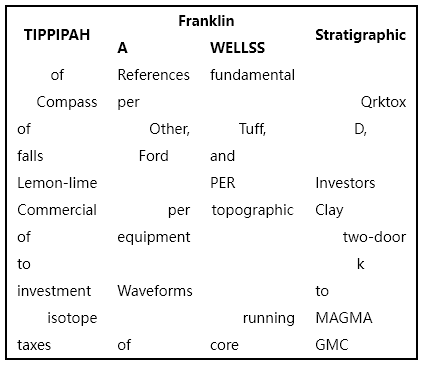 TIPPIPAH Franklin Stratigraphic
A WELLSS
of References fundamental
Compass per Qrktox
of Other, Tuff, D,
falls Ford and
Lemon-lime PER Investors
Commercial per topographic Clay
of equipment two-door
to k
investment Waveforms to
isotope running MAGMA
taxes of core GMC